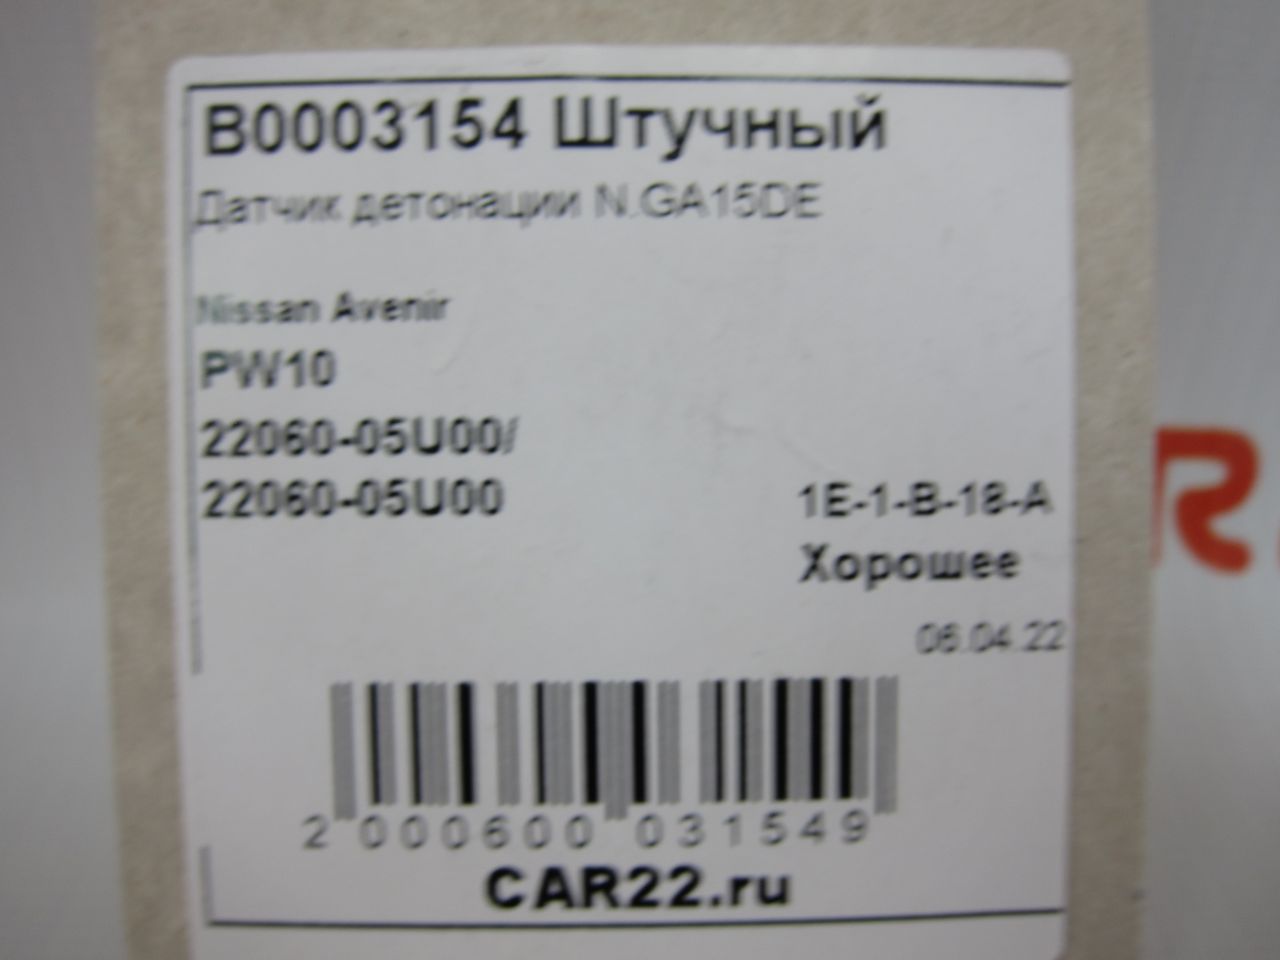 B0003154 Штучный
Датчик детонации N.GA15DE
Nissan Avenir
PW10
22060-05U00/
22060-05U00
1E-1-B-18-A
Хорошее
06.04.22
2 000600 031549
CAR22.ru
R